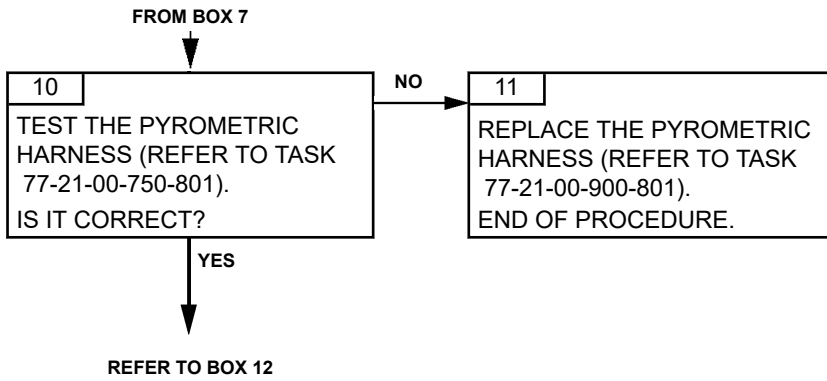 FROM BOX 7
10
TEST THE PYROMETRIC
HARNESS (REFER TO TASK
77-21-00-750-801).
IS IT CORRECT?
NO
11
REPLACE THE PYROMETRIC
HARNESS (REFER TO TASK
77-21-00-900-801).
END OF PROCEDURE.
YES
REFER TO BOX 12